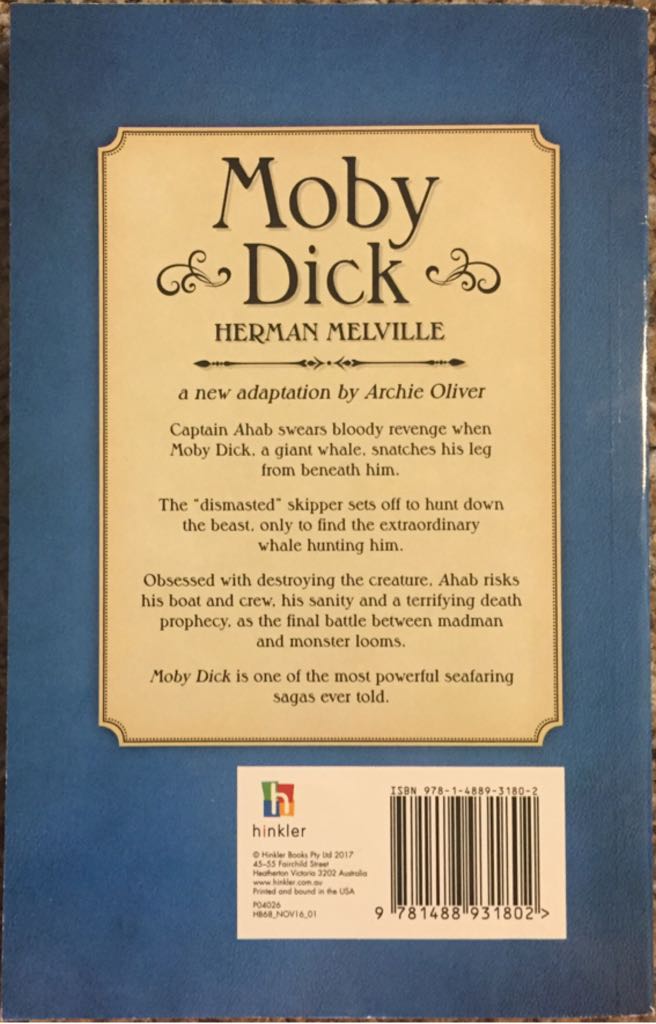 Moby
Dick
HERMAN MELVILLE
a new adaptation by Archie Oliver
Captain Ahab swears bloody revenge when
Moby Dick, a giant whale, snatches his leg
from beneath him.
The "dismasted" skipper sets off to hunt down
the beast, only to find the extraordinary
whale hunting him.
Obsessed with destroying the creature, Ahab risks
his boat and crew, his sanity and a terrifying death
prophecy, as the final battle between madman
and monster looms.
Moby Dick is one of the most powerful seafaring
sagas ever told.
h
hinkler
© Hinkler Books Pty Ltd 2017
45–55 Fairchild Street
Heatherton Victoria 3202 Australia
www.hinkler.com.au
Printed and bound in the USA
P04026
HB68_NOV16_01
ISBN 978-1-4889-3180-2
9 781488 931802 >